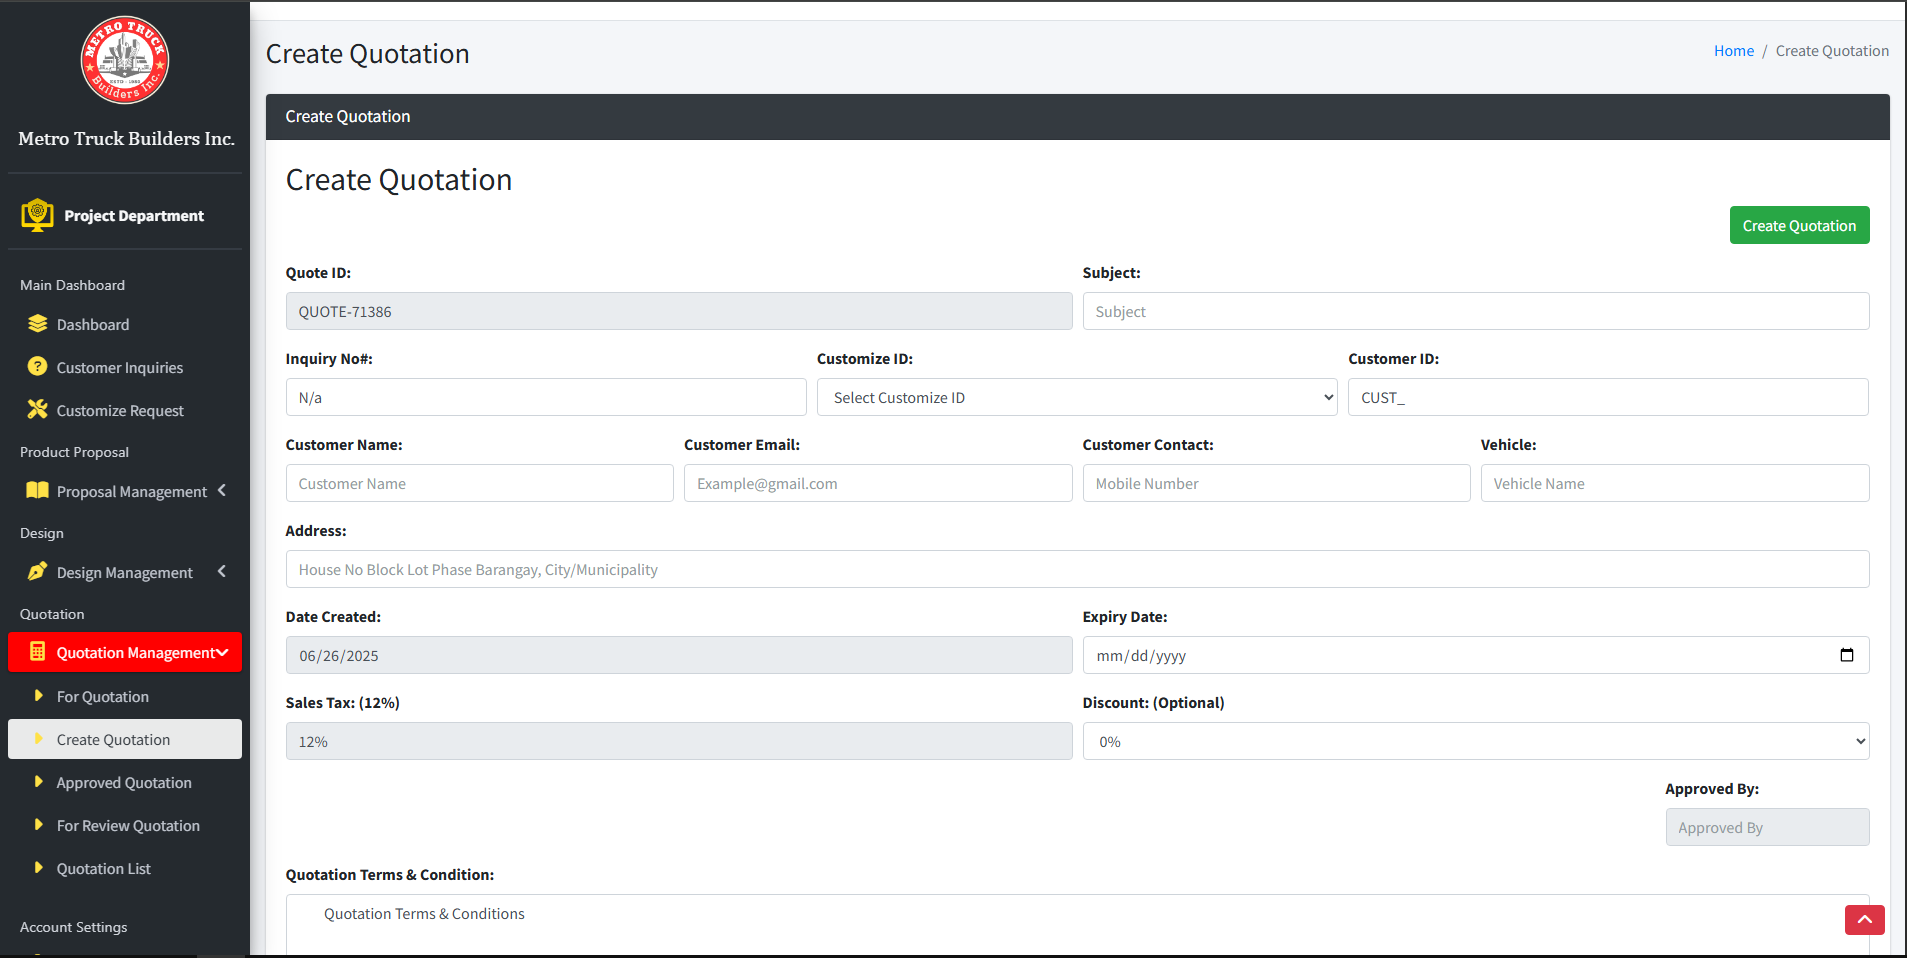 METRO TRUCK
ESTD - 1992
Builders Inc.
Metro Truck Builders Inc.
Project Department
Main Dashboard
Dashboard
Customer Inquiries
Customize Request
Product Proposal
Proposal Management
Design
Design Management
Quotation
Quotation Management
For Quotation
Create Quotation
Approved Quotation
For Review Quotation
Quotation List
Account Settings
Create Quotation
Home / Create Quotation
Create Quotation
Create Quotation
Create Quotation
Quote ID: Subject:
QUOTE-71386 Subject
Inquiry No#: Customize ID: Customer ID:
N/a Select Customize ID CUST_
Customer Name: Customer Email: Customer Contact: Vehicle:
Customer Name Example@gmail.com Mobile Number Vehicle Name
Address:
House No Block Lot Phase Barangay, City/Municipality
Date Created: Expiry Date:
06/26/2025 mm/dd/yyyy
Sales Tax: (12%) Discount: (Optional)
12% 0%
Approved By:
Approved By
Quotation Terms & Condition:
Quotation Terms & Conditions